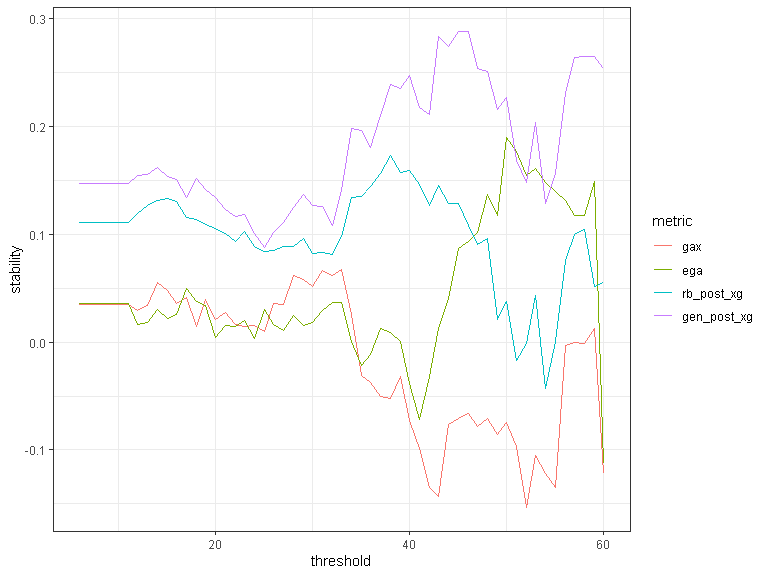 0.3
0.2
0.1
0.0
-0.1
stability
20
40
60
threshold
metric
gax
ega
rb_post_xg
gen_post_xg